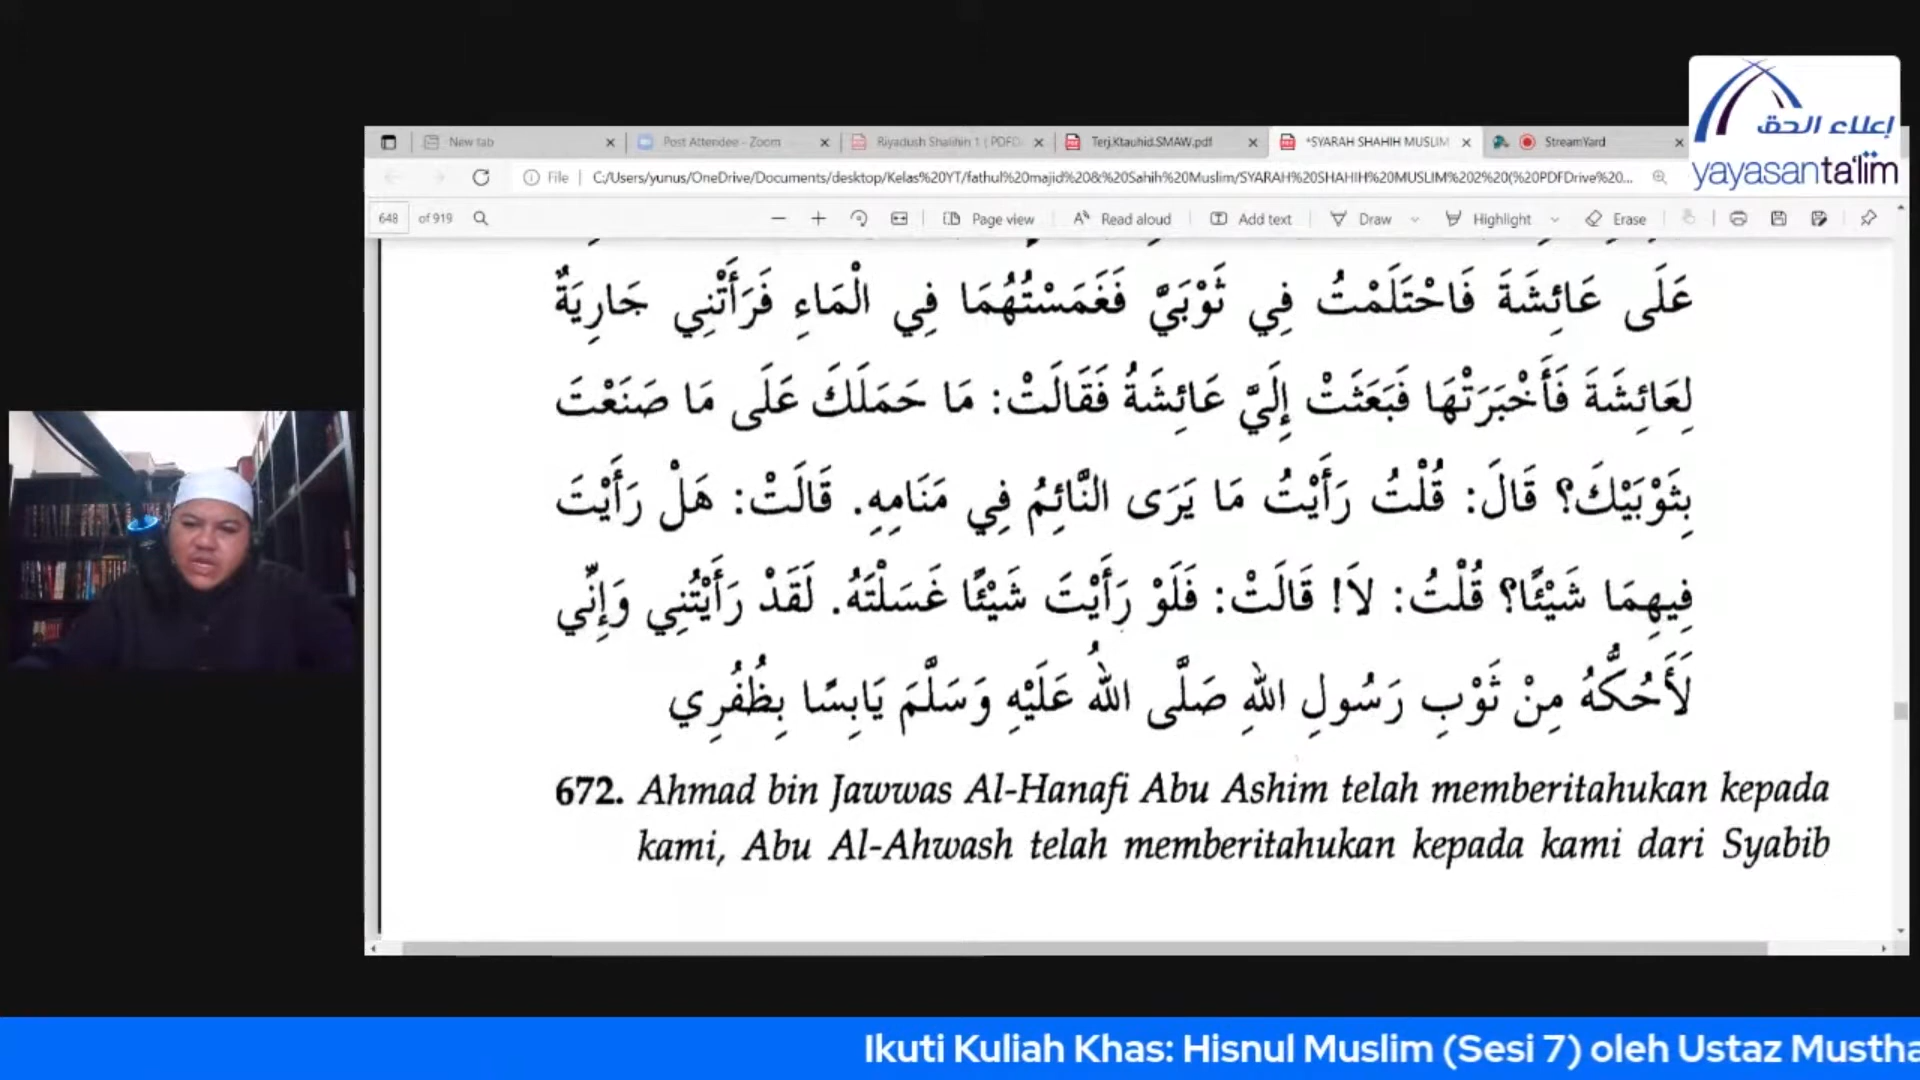 إعلاء الحق
yayasanta'lim
New tab
Post Attendee - Zoom
Riyadush Shalihin 1 ( PDFD
Terj.Ktauhid.SMAW.pdf
*SYARAH SHAHIH MUSLIM
StreamYard
File | C:/Users/yunus/OneDrive/Documents/desktop/Kelas%20YT/fathul%20majid%20&%20Sahih%20Muslim/SYARAH%20SHAHIH%20MUSLIM%202%20(%20PDFDrive%20...
648 of 919
Page view
Read aloud
Add text
Draw
Highlight
Erase
عَلَى عَائِشَةَ فَاحْتَلَمْتُ فِي ثَوْبَيَّ فَغَمَسْتُهُمَا فِي الْمَاءِ فَرَأَتْنِي جَارِيَةٌ
لِعَائِشَةَ فَأَخْبَرَتْهَا فَبَعَثَتْ إِلَيَّ عَائِشَةُ فَقَالَتْ: مَا حَمَلَكَ عَلَى مَا صَنَعْتَ
بِثَوْبَيْكَ؟ قَالَ: قُلْتُ رَأَيْتُ مَا يَرَى النَّائِمُ فِي مَنَامِهِ. قَالَتْ: هَلْ رَأَيْتَ
فِيهِمَا شَيْئًا؟ قُلْتُ: لاَ! قَالَتْ: فَلَوْ رَأَيْتَ شَيْئًا غَسَلْتَهُ. لَقَدْ رَأَيْتُنِي وَإِنِّي
لَأَحُكُّهُ مِنْ ثَوْبِ رَسُولِ اللهِ صَلَّى اللهُ عَلَيْهِ وَسَلَّمَ يَابِسًا بِظُفُرِي
672. Ahmad bin Jawwas Al-Hanafi Abu Ashim telah memberitahukan kepada
kami, Abu Al-Ahwash telah memberitahukan kepada kami dari Syabib
Ikuti Kuliah Khas: Hisnul Muslim (Sesi 7) oleh Ustaz Mustha